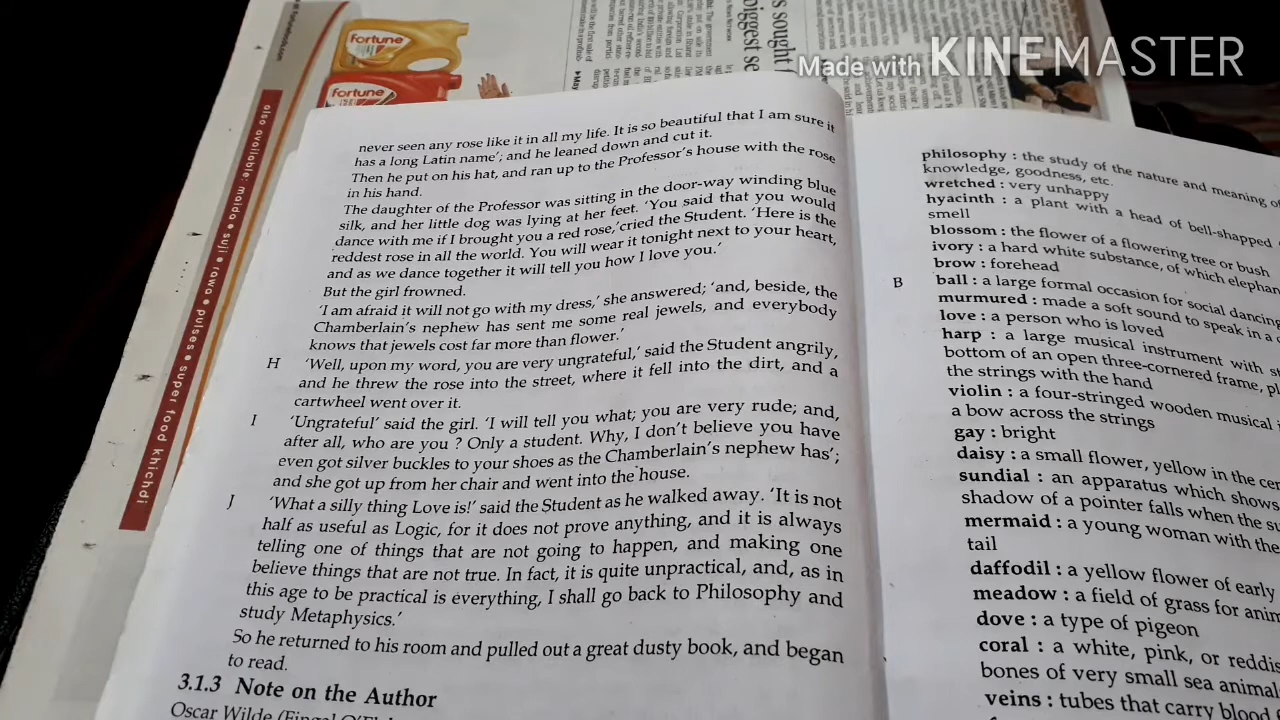 Made with KINEMASTER
fortune
fortune
s sought
biggest se
also available: maida • suji • rawa • pulses • super food khichdi
never seen any rose like it in all my life. It is so beautiful that I am sure it
has a long Latin name'; and he leaned down and cut it.
Then he put on his hat, and ran up to the Professor's house with the rose
in his hand.
The daughter of the Professor was sitting in the door-way winding blue
silk, and her little dog was lying at her feet. 'You said that you would
dance with me if I brought you a red rose,'cried the Student. 'Here is the
reddest rose in all the world. You will wear it tonight next to your heart,
and as we dance together it will tell you how I love you.'
But the girl frowned.
'I am afraid it will not go with my dress,' she answered; 'and, beside, the
Chamberlain's nephew has sent me some real jewels, and everybody
knows that jewels cost far more than flower.'
H 'Well, upon my word, you are very ungrateful,' said the Student angrily,
and he threw the rose into the street, where it fell into the dirt, and a
cartwheel went over it.
I 'Ungrateful' said the girl. 'I will tell you what; you are very rude; and,
after all, who are you ? Only a student. Why, I don't believe you have
even got silver buckles to your shoes as the Chamberlain's nephew has';
and she got up from her chair and went into the house.
J 'What a silly thing Love is!' said the Student as he walked away. 'It is not
half as useful as Logic, for it does not prove anything, and it is always
telling one of things that are not going to happen, and making one
believe things that are not true. In fact, it is quite unpractical, and, as in
this age to be practical is everything, I shall go back to Philosophy and
study Metaphysics.'
So he returned to his room and pulled out a great dusty book, and began
to read.
3.1.3 Note on the Author
Oscar Wilde
philosophy : the study of the nature and meaning of
knowledge, goodness, etc.
wretched : very unhappy
hyacinth : a plant with a head of bell-shapped
smell
blossom : the flower of a flowering tree or bush
ivory : a hard white substance, of which elephan
brow : forehead
B ball : a large formal occasion for social dancing
murmured : made a soft sound to speak in a
love : a person who is loved
harp : a large musical instrument with st
bottom of an open three-cornered frame, pl
the strings with the hand
violin : a four-stringed wooden musical i
a bow across the strings
gay : bright
daisy : a small flower, yellow in the cen
sundial : an apparatus which shows
shadow of a pointer falls when the su
mermaid : a young woman with the
tail
daffodil : a yellow flower of early
meadow : a field of grass for anim
dove : a type of pigeon
coral : a white, pink, or reddis
bones of very small sea animal
veins : tubes that carry blood f